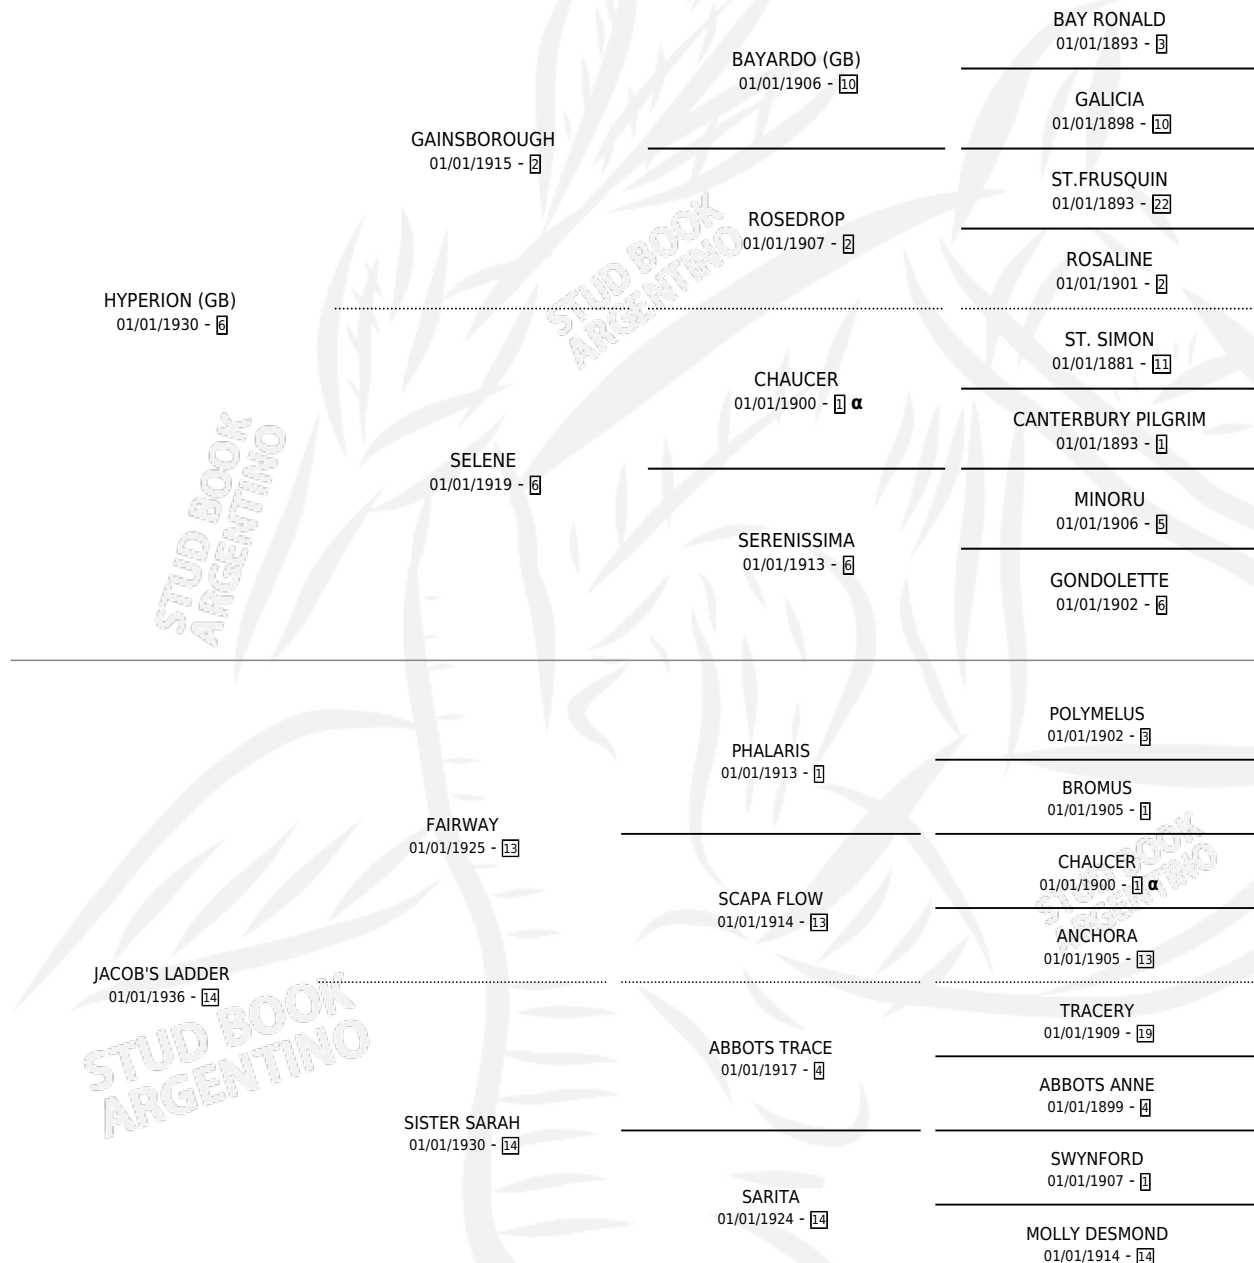 BAY RONALD
01/01/1893 - 3
BAYARDO (GB)
01/01/1906 - 10
GALICIA
01/01/1898 - 10
GAINSBOROUGH
01/01/1915 - 2
ST.FRUSQUIN
01/01/1893 - 22
ROSEDROP
01/01/1907 - 2
ROSALINE
01/01/1901 - 2
HYPERION (GB)
01/01/1930 - 6
ST. SIMON
01/01/1881 - 11
CHAUCER
01/01/1900 - 1 α
CANTERBURY PILGRIM
01/01/1893 - 1
SELENE
01/01/1919 - 6
MINORU
01/01/1906 - 5
SERENISSIMA
01/01/1913 - 6
GONDOLETTE
01/01/1902 - 6
POLYMELUS
01/01/1902 - 3
PHALARIS
01/01/1913 - 1
BROMUS
01/01/1905 - 1
FAIRWAY
01/01/1925 - 13
CHAUCER
01/01/1900 - 1 α
SCAPA FLOW
01/01/1914 - 13
ANCHORA
01/01/1905 - 13
JACOB'S LADDER
01/01/1936 - 14
TRACERY
01/01/1909 - 19
ABBOTS TRACE
01/01/1917 - 4
ABBOTS ANNE
01/01/1899 - 4
SISTER SARAH
01/01/1930 - 14
SWYNFORD
01/01/1907 - 1
SARITA
01/01/1924 - 14
MOLLY DESMOND
01/01/1914 - 14
STUD BOOK
ARGENTINO
STUD BOOK
ARGENTINO
STUD BOOK
ARGENTINO
STUD BOOK
ARGENTINO